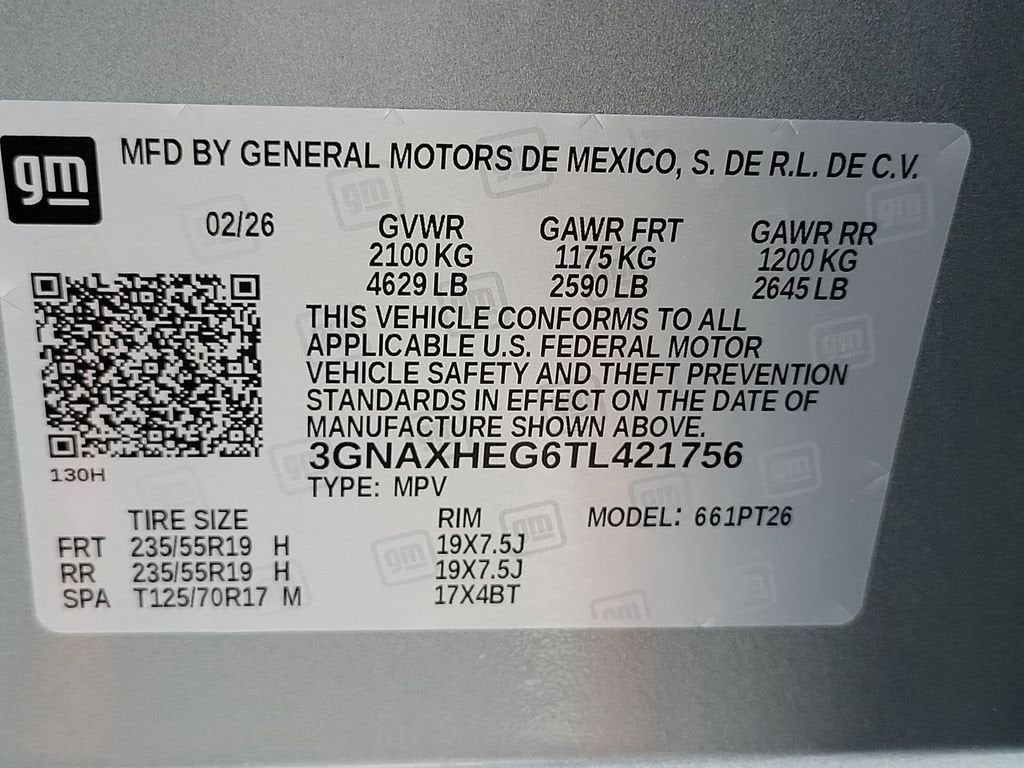 gm
MFD BY GENERAL MOTORS DE MEXICO, S. DE R.L. DE C.V.
02/26 GVWR GAWR FRT GAWR RR
2100 KG 1175 KG 1200 KG
4629 LB 2590 LB 2645 LB
THIS VEHICLE CONFORMS TO ALL
APPLICABLE U.S. FEDERAL MOTOR
VEHICLE SAFETY AND THEFT PREVENTION
STANDARDS IN EFFECT ON THE DATE OF
MANUFACTURE SHOWN ABOVE.
3GNAXHEG6TL421756
130H
TYPE: MPV
TIRE SIZE RIM MODEL: 661PT26
FRT 235/55R19 H 19X7.5J
RR 235/55R19 H 19X7.5J
SPA T125/70R17 M 17X4BT